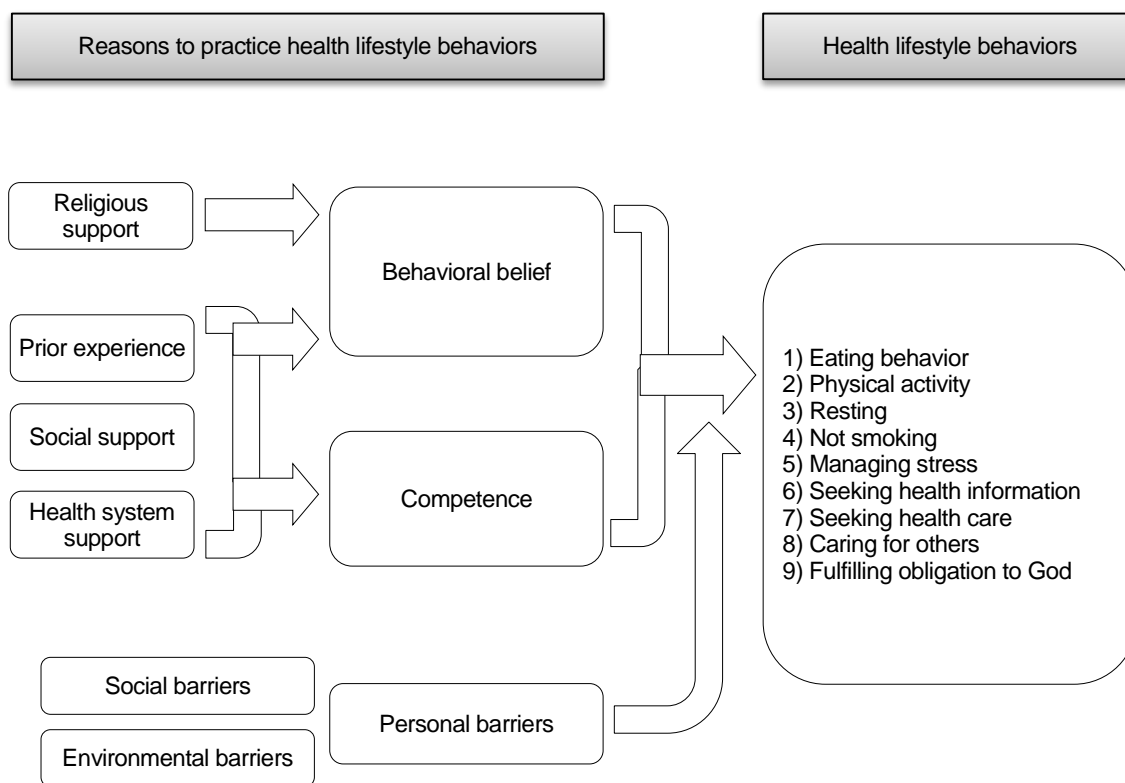 Reasons to practice health lifestyle behaviors
Health lifestyle behaviors
Religious
support
Behavioral belief
Prior experience
Social support
Health system
support
Competence
1) Eating behavior
2) Physical activity
3) Resting
4) Not smoking
5) Managing stress
6) Seeking health information
7) Seeking health care
8) Caring for others
9) Fulfilling obligation to God
Social barriers
Environmental barriers
Personal barriers